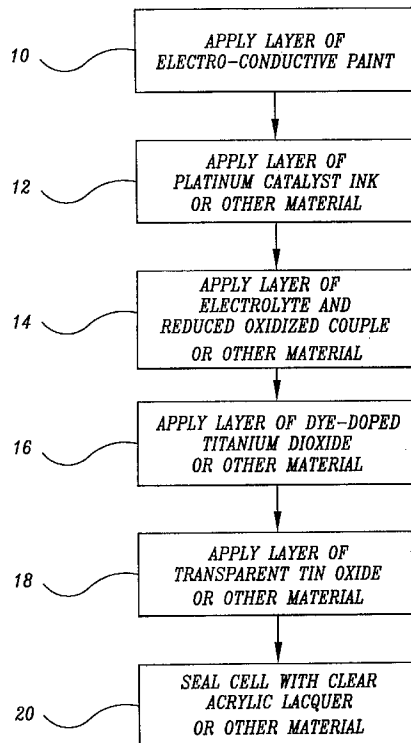 10
APPLY LAYER OF
ELECTRO-CONDUCTIVE PAINT
12
APPLY LAYER OF
PLATINUM CATALYST INK
OR OTHER MATERIAL
14
APPLY LAYER OF
ELECTROLYTE AND
REDUCED OXIDIZED COUPLE
OR OTHER MATERIAL
16
APPLY LAYER OF DYE-DOPED
TITANIUM DIOXIDE
OR OTHER MATERIAL
18
APPLY LAYER OF
TRANSPARENT TIN OXIDE
OR OTHER MATERIAL
20
SEAL CELL WITH CLEAR
ACRYLIC LACQUER
OR OTHER MATERIAL